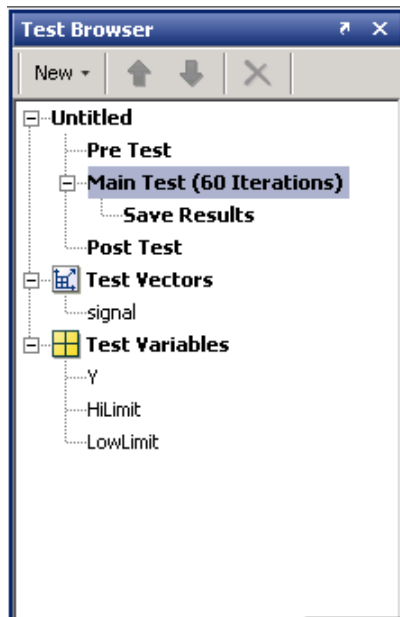 Test Browser
New
Untitled
Pre Test
Main Test (60 Iterations)
Save Results
Post Test
Test Vectors
signal
Test Variables
Y
HiLimit
LowLimit